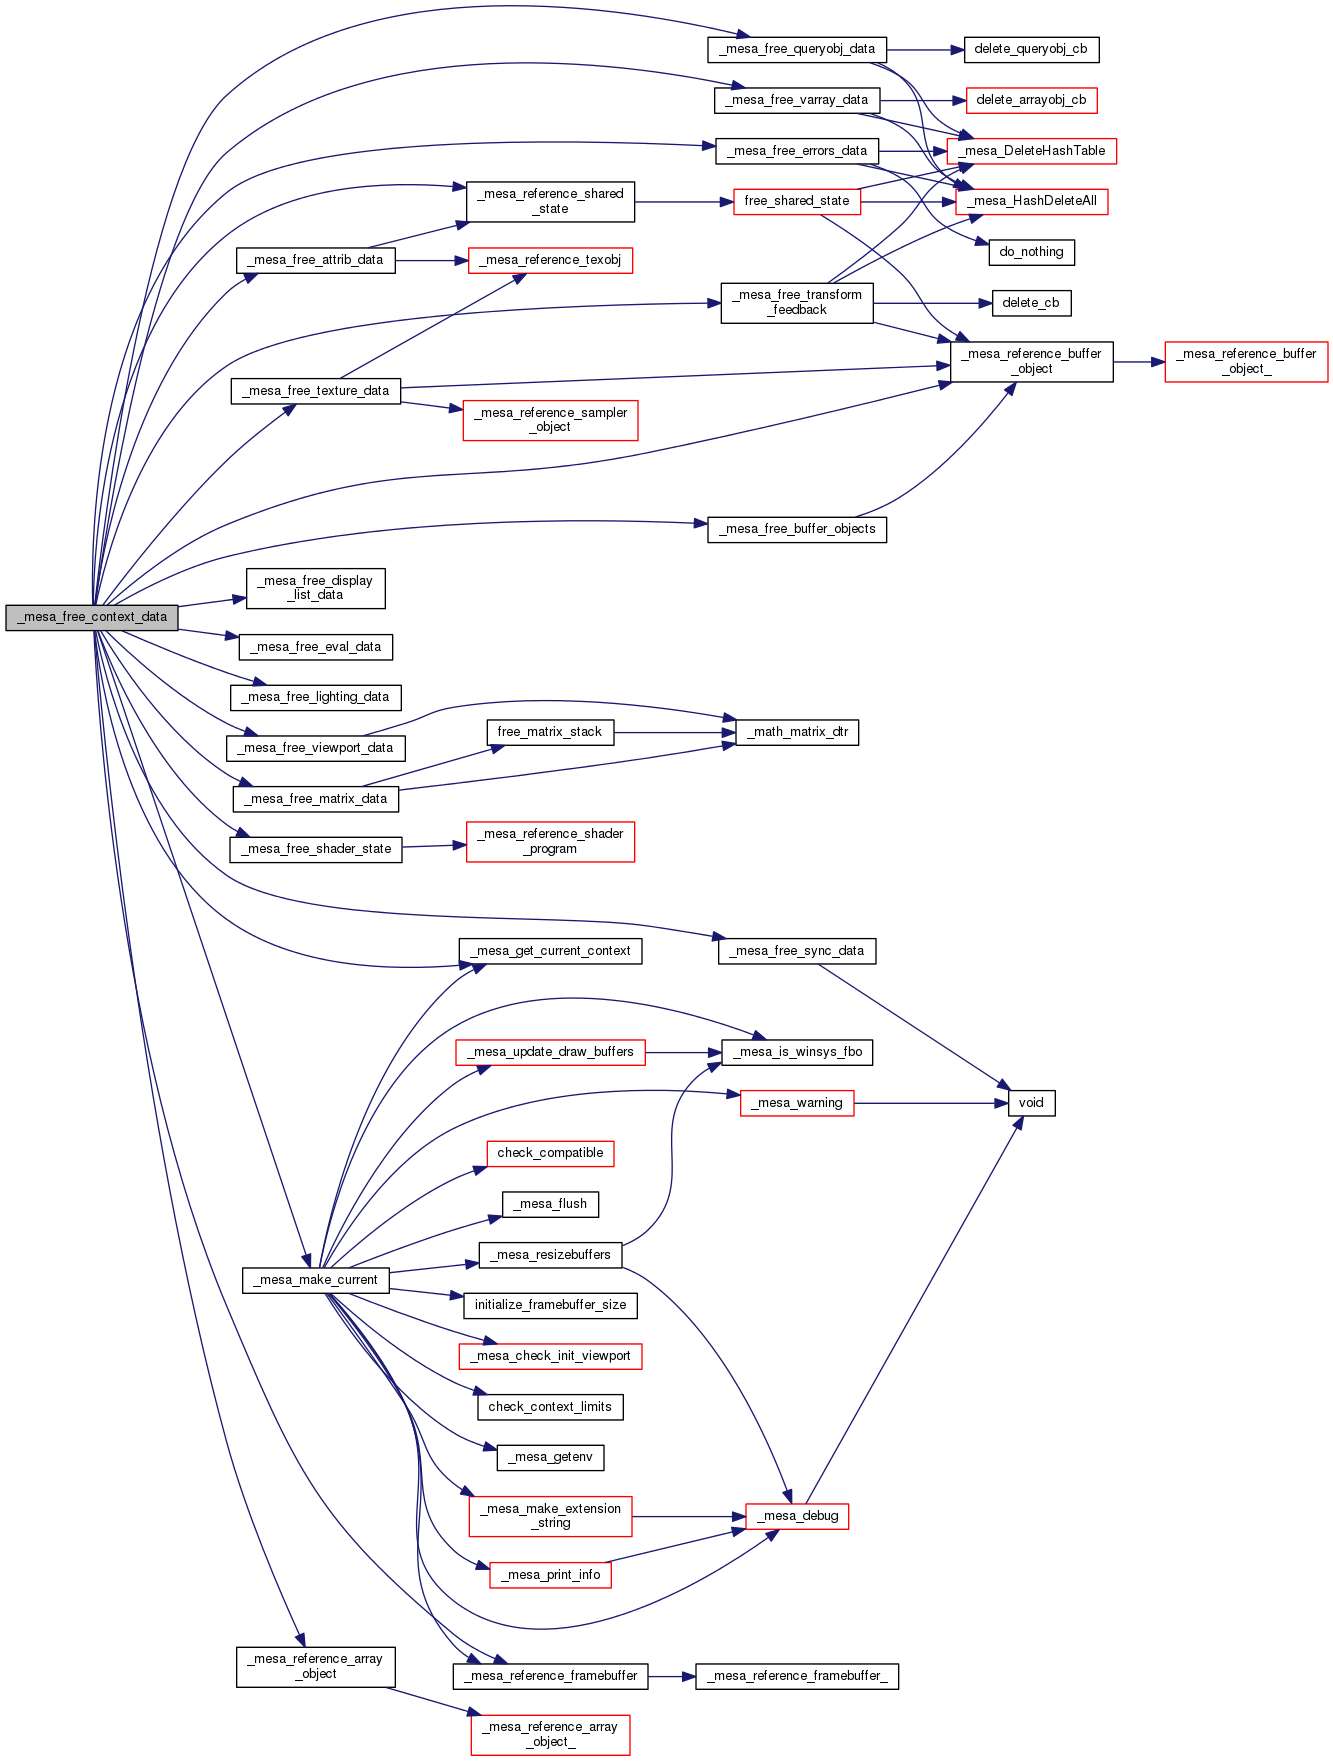 _mesa_free_queryobj_data
delete_queryobj_cb
_mesa_free_varray_data
delete_arrayobj_cb
_mesa_free_errors_data
_mesa_DeleteHashTable
_mesa_reference_shared
_state
free_shared_state
_mesa_HashDeleteAll
do_nothing
_mesa_free_attrib_data
_mesa_reference_texobj
_mesa_free_transform
_feedback
delete_cb
_mesa_reference_buffer
_object
_mesa_reference_buffer
_object_
_mesa_free_texture_data
_mesa_reference_sampler
_object
_mesa_free_buffer_objects
_mesa_free_display
_list_data
_mesa_free_context_data
_mesa_free_eval_data
_mesa_free_lighting_data
_mesa_free_viewport_data
free_matrix_stack
_math_matrix_dtr
_mesa_free_matrix_data
_mesa_free_shader_state
_mesa_reference_shader
_program
_mesa_get_current_context
_mesa_free_sync_data
_mesa_update_draw_buffers
_mesa_is_winsys_fbo
_mesa_warning
void
check_compatible
_mesa_flush
_mesa_resizebuffers
_mesa_make_current
initialize_framebuffer_size
_mesa_check_init_viewport
check_context_limits
_mesa_getenv
_mesa_make_extension
_string
_mesa_debug
_mesa_print_info
_mesa_reference_array
_object
_mesa_reference_framebuffer
_mesa_reference_framebuffer_
_mesa_reference_array
_object_